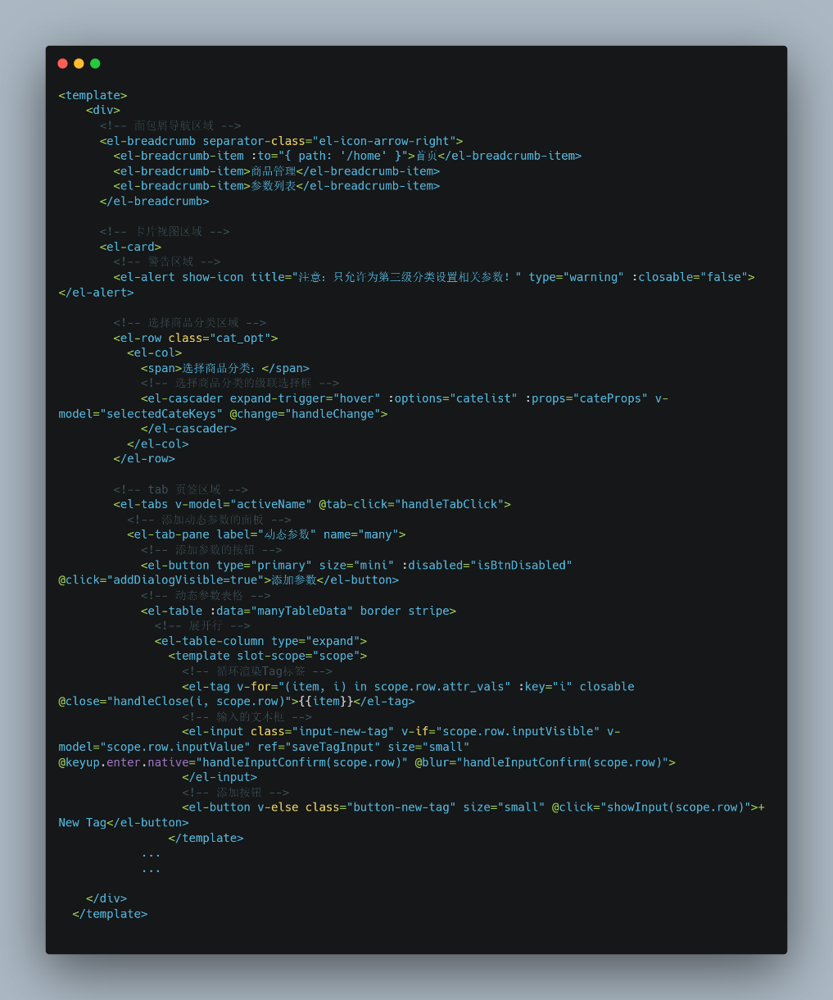 <template>
    <div>
      <!-- 面包屑导航区域 -->
      <el-breadcrumb separator-class="el-icon-arrow-right">
        <el-breadcrumb-item :to="{ path: '/home' }">首页</el-breadcrumb-item>
        <el-breadcrumb-item>商品管理</el-breadcrumb-item>
        <el-breadcrumb-item>参数列表</el-breadcrumb-item>
      </el-breadcrumb>

      <!-- 卡片视图区域 -->
      <el-card>
        <!-- 警告区域 -->
        <el-alert show-icon title="注意：只允许为第三级分类设置相关参数！" type="warning" :closable="false">
</el-alert>

        <!-- 选择商品分类区域 -->
        <el-row class="cat_opt">
          <el-col>
            <span>选择商品分类：</span>
            <!-- 选择商品分类的级联选择框 -->
            <el-cascader expand-trigger="hover" :options="catelist" :props="cateProps" v-
model="selectedCateKeys" @change="handleChange">
            </el-cascader>
          </el-col>
        </el-row>

        <!-- tab 页签区域 -->
        <el-tabs v-model="activeName" @tab-click="handleTabClick">
          <!-- 添加动态参数的面板 -->
          <el-tab-pane label="动态参数" name="many">
            <!-- 添加参数的按钮 -->
            <el-button type="primary" size="mini" :disabled="isBtnDisabled"
@click="addDialogVisible=true">添加参数</el-button>
            <!-- 动态参数表格 -->
            <el-table :data="manyTableData" border stripe>
              <!-- 展开行 -->
              <el-table-column type="expand">
                <template slot-scope="scope">
                  <!-- 循环渲染Tag标签 -->
                  <el-tag v-for="(item, i) in scope.row.attr_vals" :key="i" closable
@close="handleClose(i, scope.row)">{{item}}</el-tag>
                  <!-- 输入的文本框 -->
                  <el-input class="input-new-tag" v-if="scope.row.inputVisible" v-
model="scope.row.inputValue" ref="saveTagInput" size="small"
@keyup.enter.native="handleInputConfirm(scope.row)" @blur="handleInputConfirm(scope.row)">
                  </el-input>
                  <!-- 添加按钮 -->
                  <el-button v-else class="button-new-tag" size="small" @click="showInput(scope.row)">+
New Tag</el-button>
                </template>
            ...
            ...

    </div>
  </template>